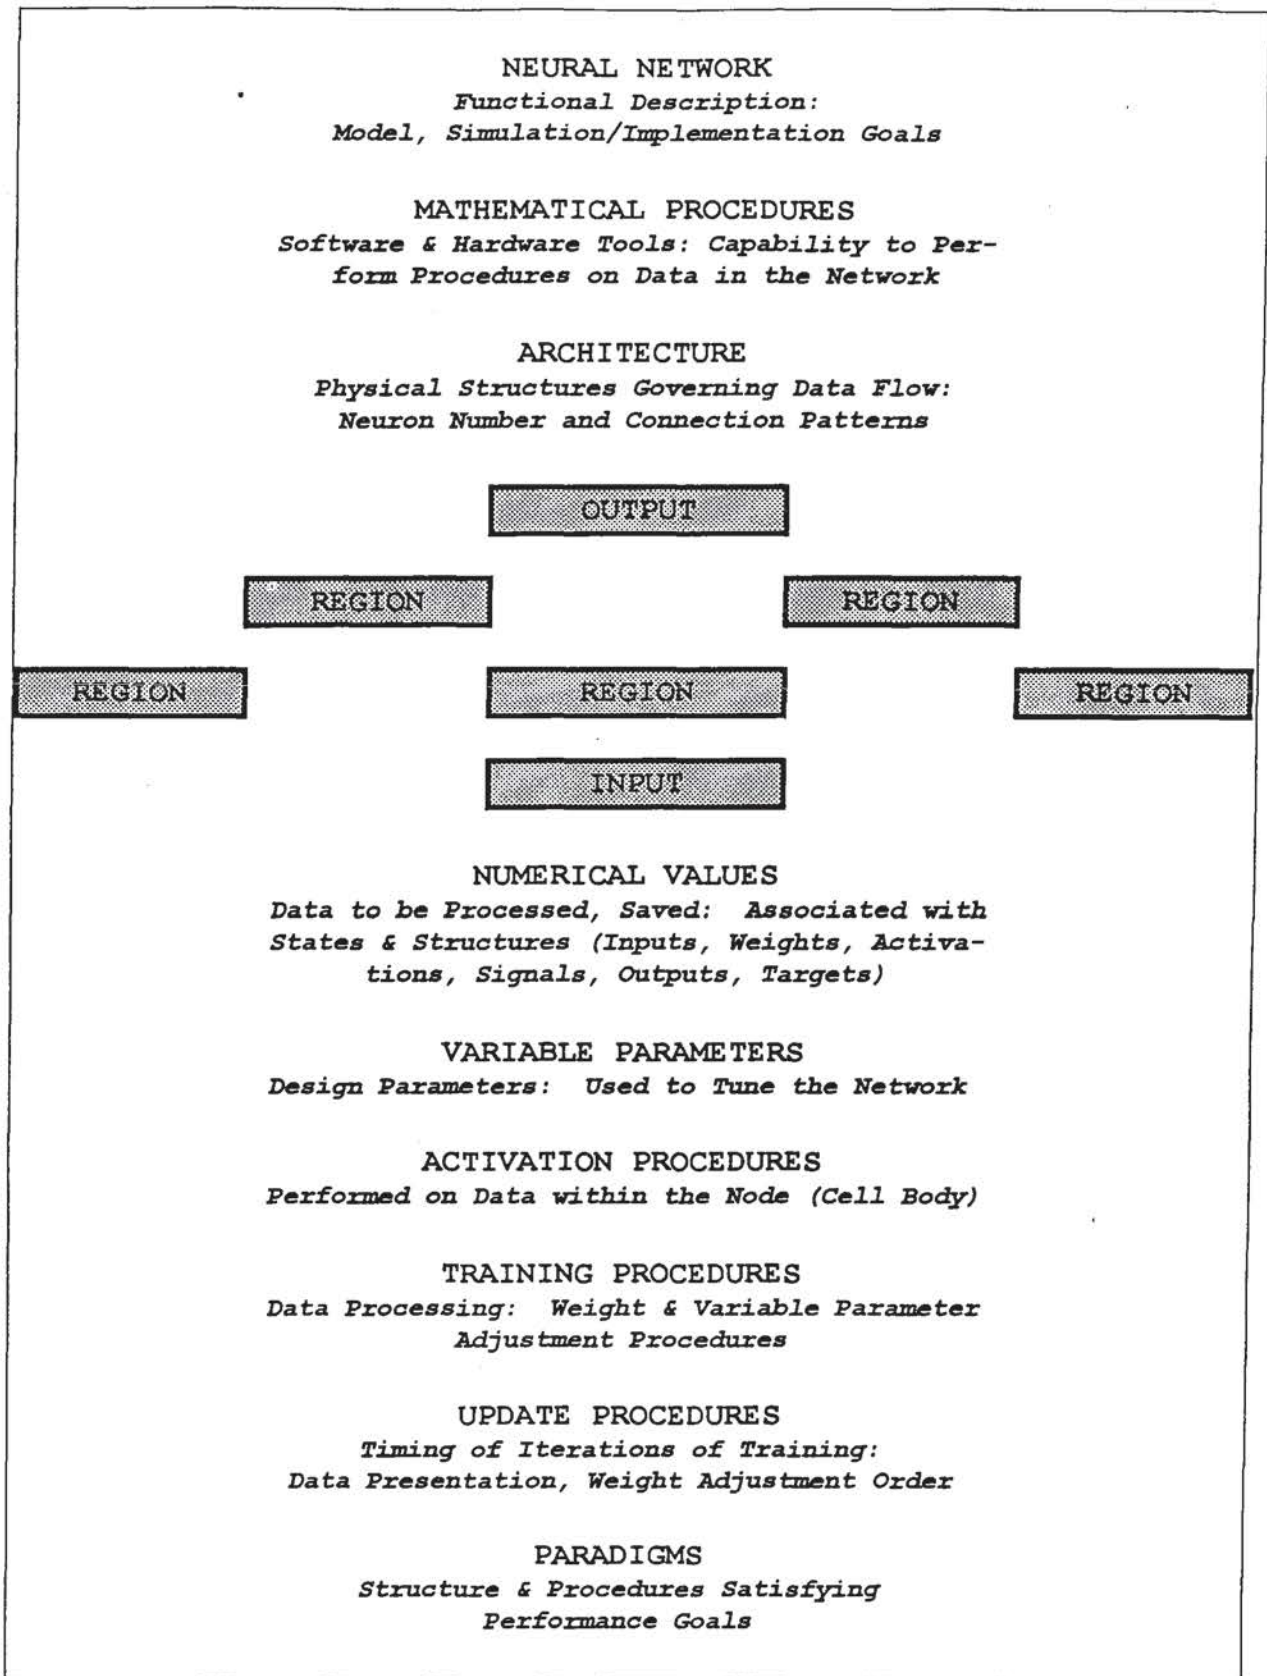 NEURAL NETWORK
Functional Description:
Model, Simulation/Implementation Goals
MATHEMATICAL PROCEDURES
Software & Hardware Tools: Capability to Per-
form Procedures on Data in the Network
ARCHITECTURE
Physical Structures Governing Data Flow:
Neuron Number and Connection Patterns
OUTPUT
REGION REGION
REGION REGION REGION
INPUT
NUMERICAL VALUES
Data to be Processed, Saved: Associated with
States & Structures (Inputs, Weights, Activa-
tions, Signals, Outputs, Targets)
VARIABLE PARAMETERS
Design Parameters: Used to Tune the Network
ACTIVATION PROCEDURES
Performed on Data within the Node (Cell Body)
TRAINING PROCEDURES
Data Processing: Weight & Variable Parameter
Adjustment Procedures
UPDATE PROCEDURES
Timing of Iterations of Training:
Data Presentation, Weight Adjustment Order
PARADIGMS
Structure & Procedures Satisfying
Performance Goals